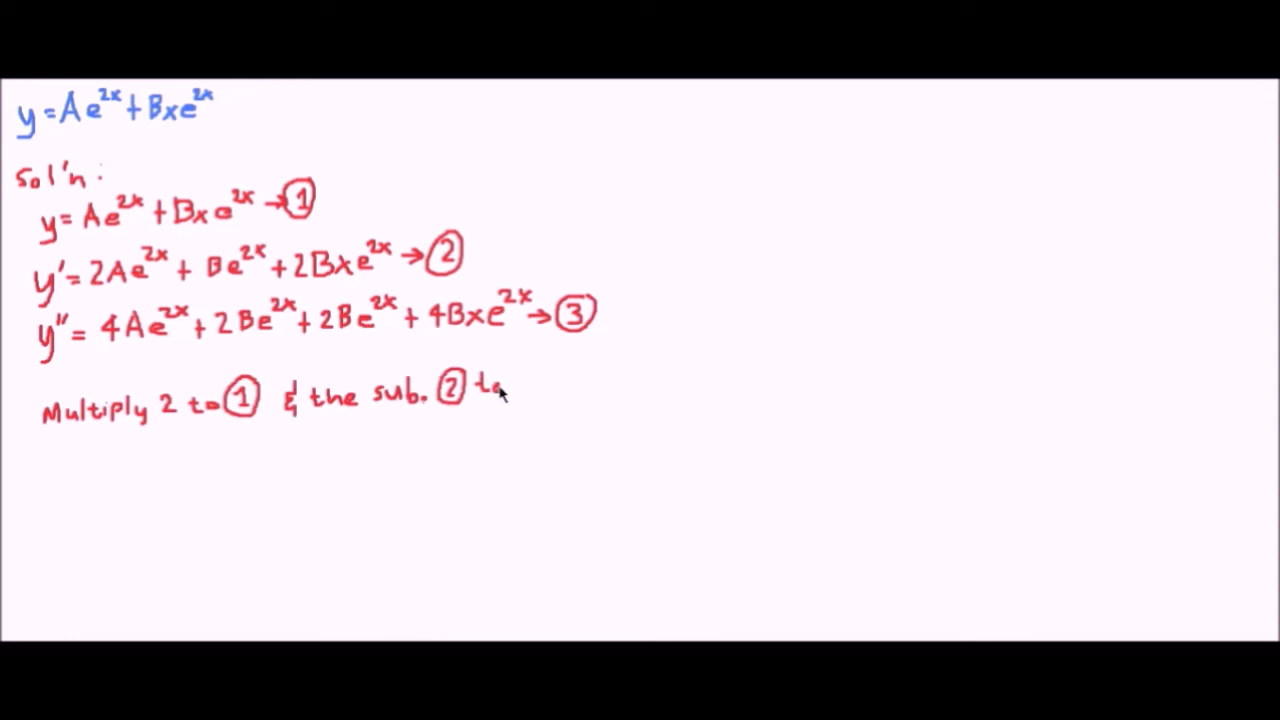 y = Ae^2x + Bxe^2x
Sol'n :
y = Ae^2x + Bxe^2x → ①
y' = 2Ae^2x + Be^2x + 2Bxe^2x → ②
y'' = 4Ae^2x + 2Be^2x + 2Be^2x + 4Bxe^2x → ③
Multiply 2 to ① & the sub. ② to